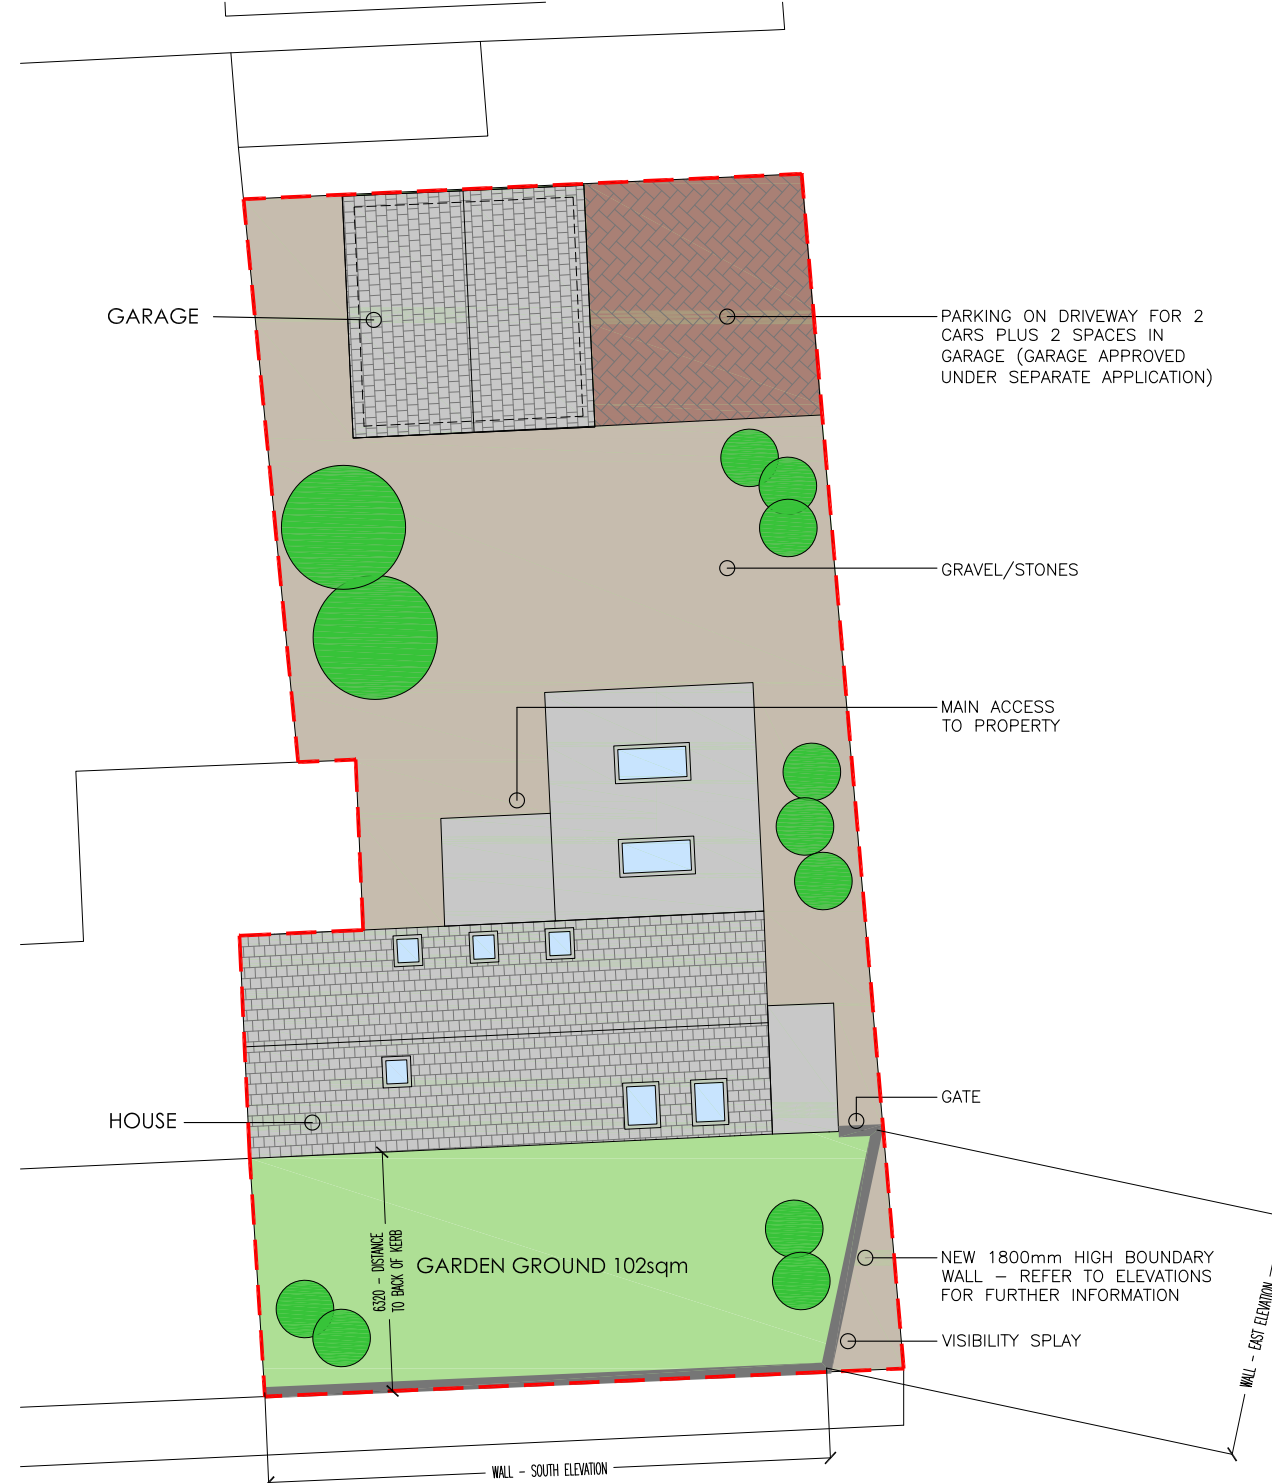 GARAGE
PARKING ON DRIVEWAY FOR 2
CARS PLUS 2 SPACES IN
GARAGE (GARAGE APPROVED
UNDER SEPARATE APPLICATION)
GRAVEL/STONES
MAIN ACCESS
TO PROPERTY
GATE
HOUSE
6320 - DISTANCE
TO BACK OF KERB
GARDEN GROUND 102sqm
NEW 1800mm HIGH BOUNDARY
WALL – REFER TO ELEVATIONS
FOR FURTHER INFORMATION
VISIBILITY SPLAY
WALL - EAST ELEVATION
WALL - SOUTH ELEVATION